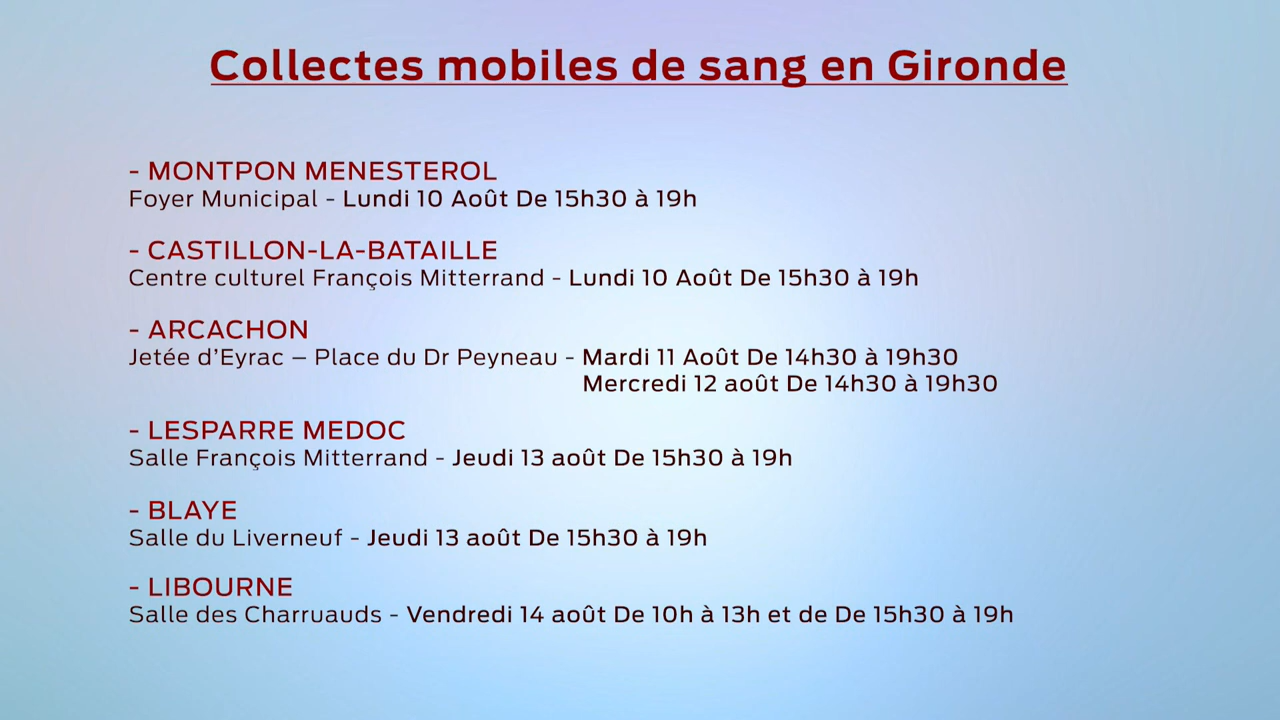 Collectes mobiles de sang en Gironde
- MONTPON MENESTEROL
Foyer Municipal - Lundi 10 Août De 15h30 à 19h
- CASTILLON-LA-BATAILLE
Centre culturel François Mitterrand - Lundi 10 Août De 15h30 à 19h
- ARCACHON
Jetée d’Eyrac – Place du Dr Peyneau - Mardi 11 Août De 14h30 à 19h30
Mercredi 12 août De 14h30 à 19h30
- LESPARRE MEDOC
Salle François Mitterrand - Jeudi 13 août De 15h30 à 19h
- BLAYE
Salle du Liverneuf - Jeudi 13 août De 15h30 à 19h
- LIBOURNE
Salle des Charruauds - Vendredi 14 août De 10h à 13h et de De 15h30 à 19h